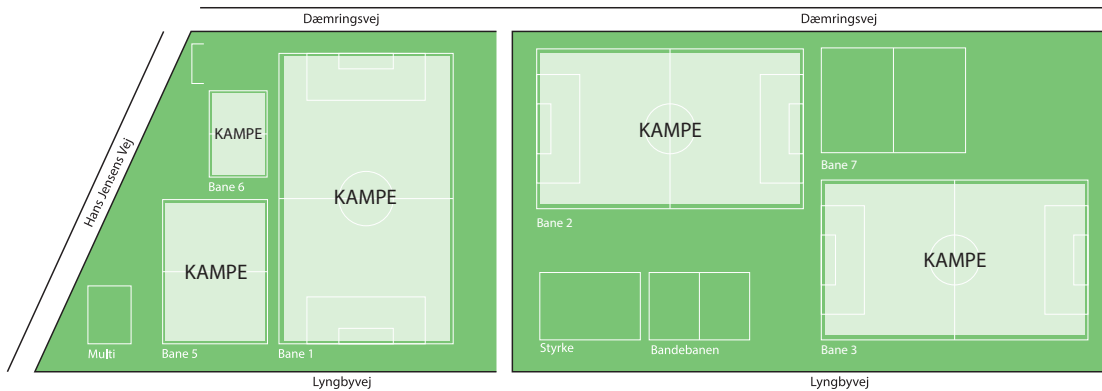 Dæmringsvej
Dæmringsvej
Hans Jensens Vej
KAMPE
Bane 6
KAMPE
KAMPE
Multi
Bane 5
Bane 1
Lyngbyvej
KAMPE
Bane 2
Bane 7
KAMPE
Styrke
Bandebanen
Bane 3
Lyngbyvej